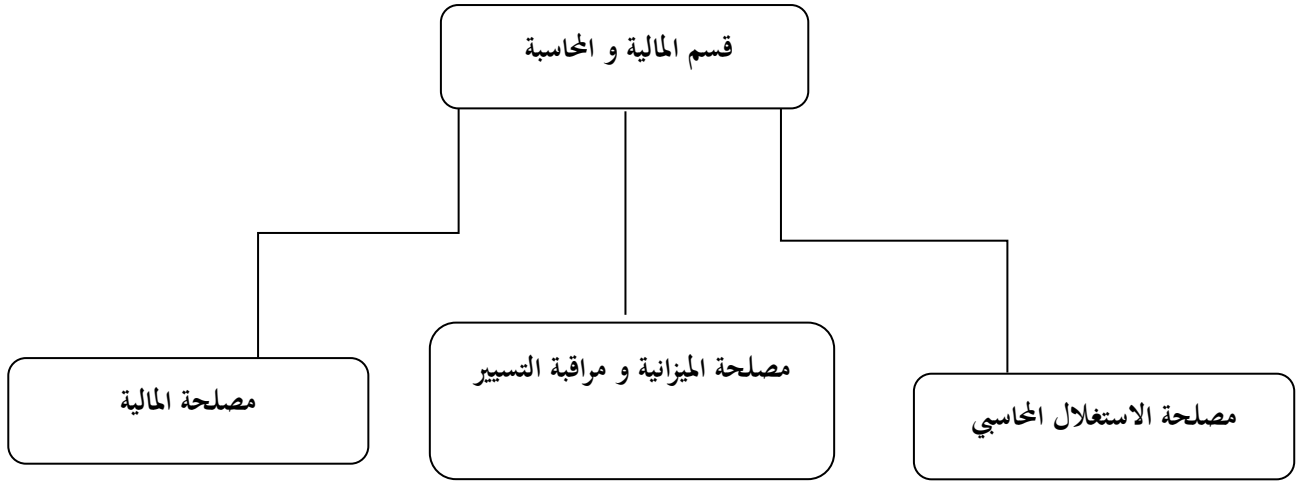 قسم المالية و المحاسبة
مصلحة الاستغلال المحاسبي
مصلحة الميزانية و مراقبة التسيير
مصلحة المالية